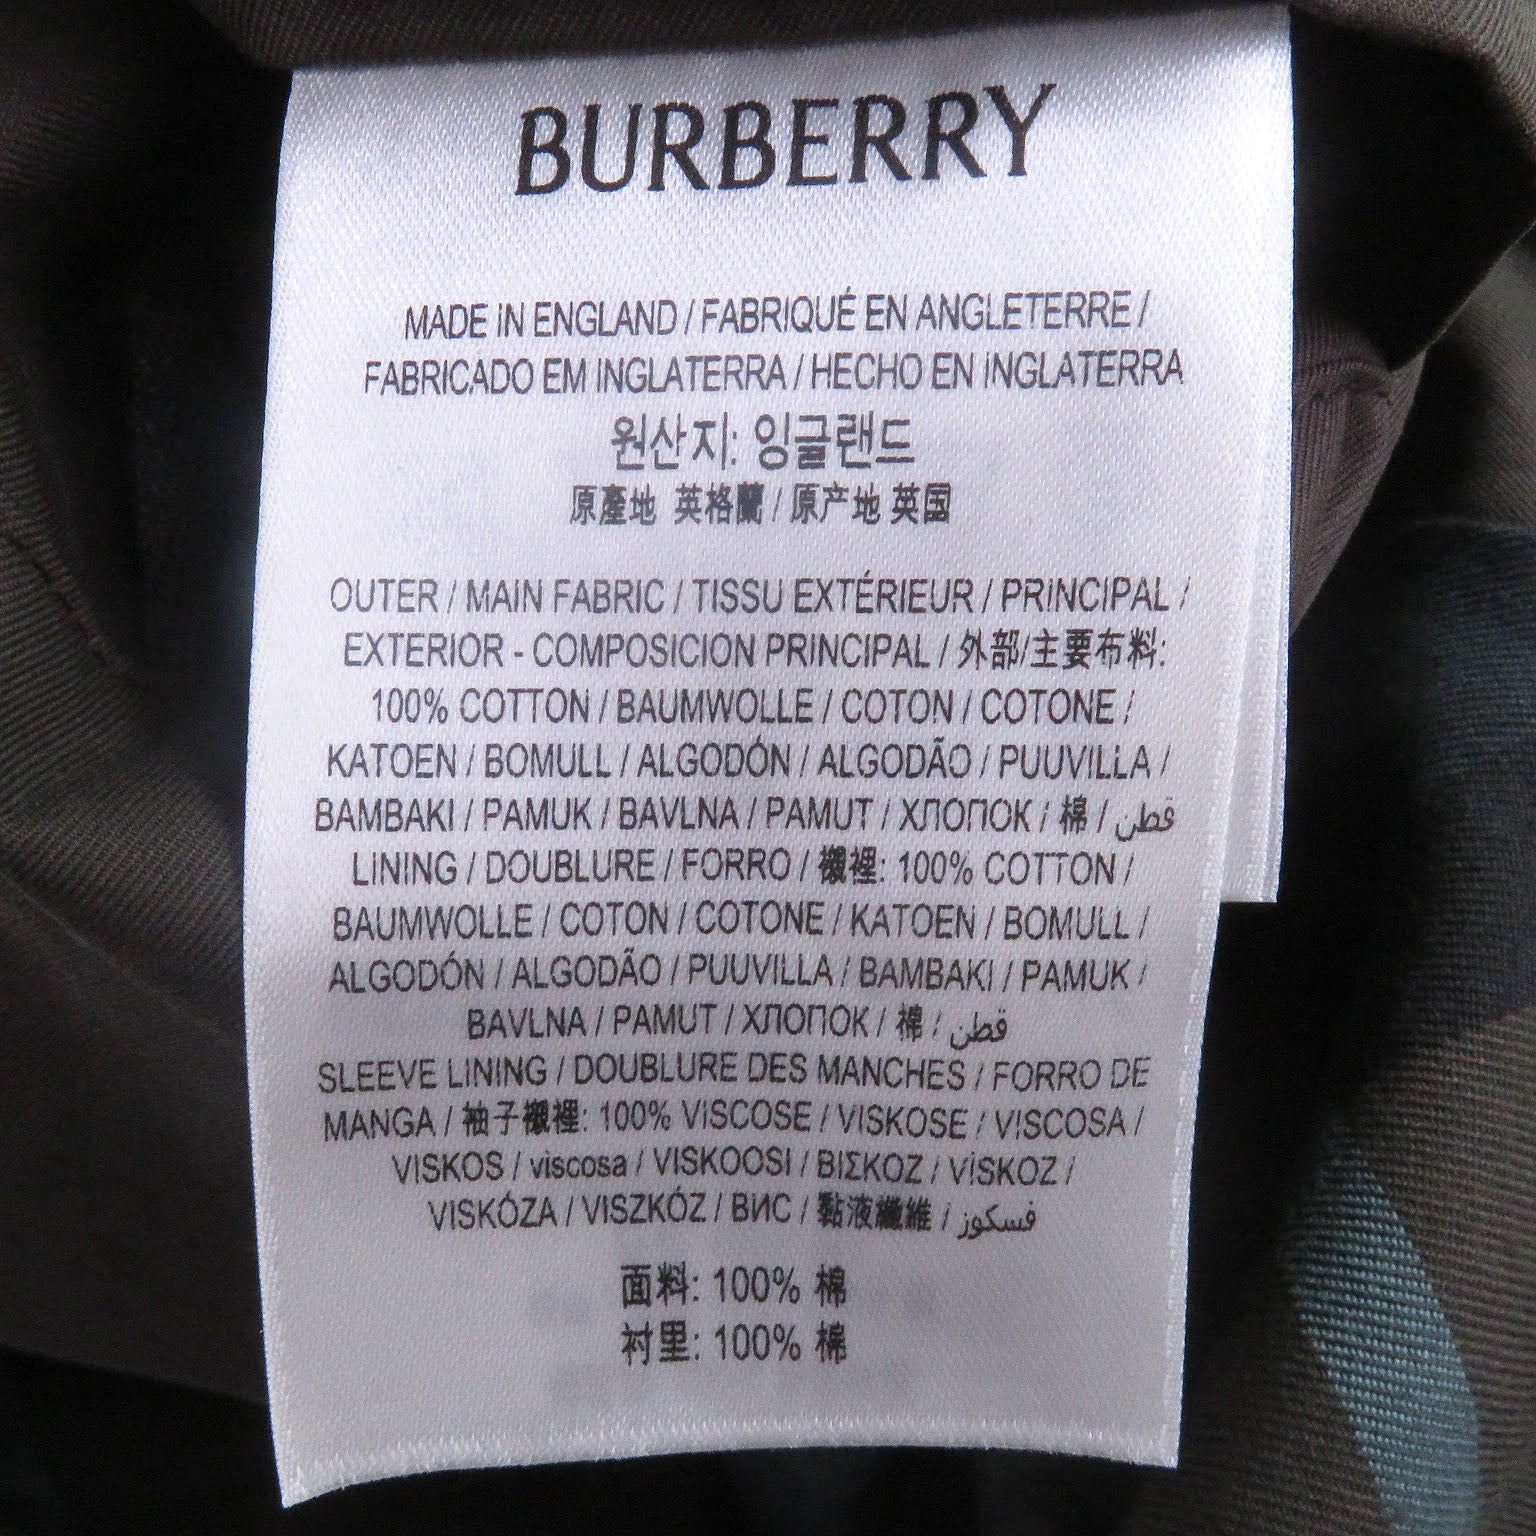 BURBERRY
MADE IN ENGLAND / FABRIQUÉ EN ANGLETERRE /
FABRICADO EM INGLATERRA / HECHO EN INGLATERRA
원산지: 잉글랜드
原產地 英格蘭 / 原产地 英国
OUTER / MAIN FABRIC / TISSU EXTÉRIEUR / PRINCIPAL /
EXTERIOR - COMPOSICION PRINCIPAL / 外部/主要布料:
100% COTTON / BAUMWOLLE / COTON / COTONE /
KATOEN / BOMULL / ALGODÓN / ALGODÃO / PUUVILLA /
BAMBAKI / PAMUK / BAVLNA / PAMUT / ХЛОПОК / 棉 / قطن
LINING / DOUBLURE / FORRO / 襯裡: 100% COTTON /
BAUMWOLLE / COTON / COTONE / KATOEN / BOMULL /
ALGODÓN / ALGODÃO / PUUVILLA / BAMBAKI / PAMUK /
BAVLNA / PAMUT / ХЛОПОК / 棉 / قطن
SLEEVE LINING / DOUBLURE DES MANCHES / FORRO DE
MANGA / 袖子襯裡: 100% VISCOSE / VISKOSE / VISCOSA /
VISKOS / viscosa / VISKOOSI / ΒΙΣΚΟΖ / VİSKOZ /
VISKÓZA / VISZKÓZ / ВИС / 黏液纖維 / فسكوز
面料: 100% 棉
衬里: 100% 棉